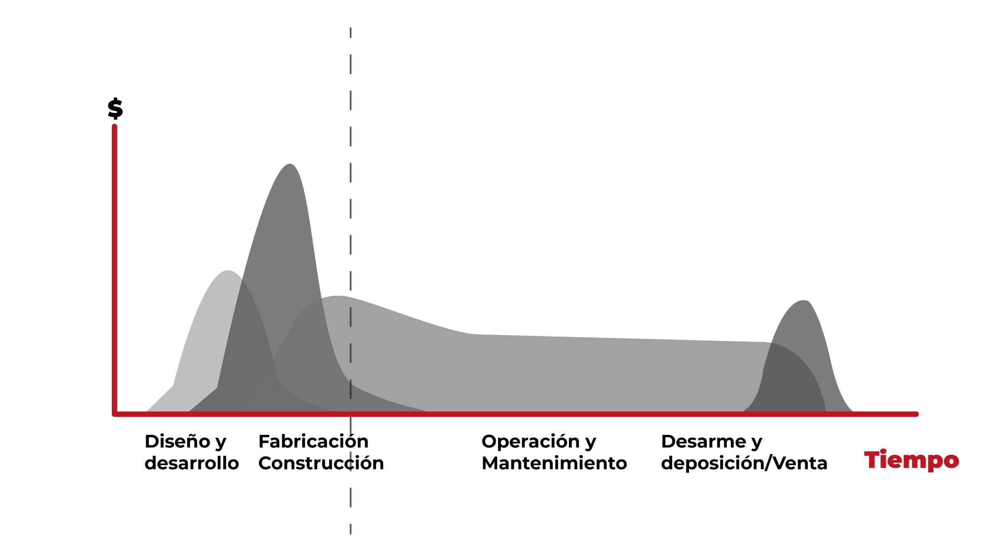 $
Diseño y
desarrollo
Fabricación
Construcción
Operación y
Mantenimiento
Desarme y
deposición/Venta
Tiempo